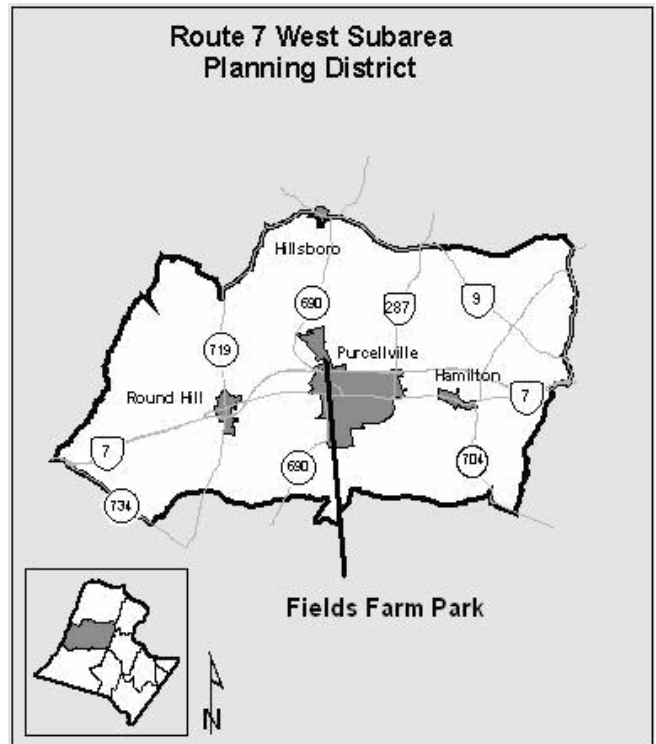 Route 7 West Subarea
Planning District
Hillsboro
690
287
9
719
Purcellville
Hamilton
Round Hill
7
7
690
704
734
Fields Farm Park
N